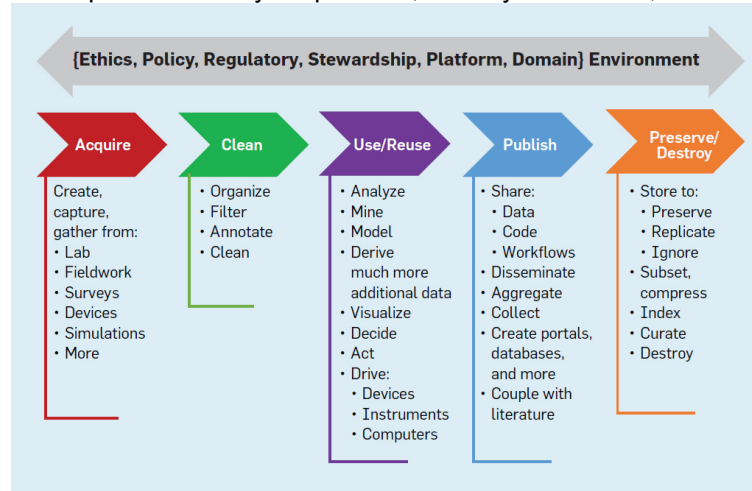 {Ethics, Policy, Regulatory, Stewardship, Platform, Domain} Environment
Acquire
Create,
capture,
gather from:
• Lab
• Fieldwork
• Surveys
• Devices
• Simulations
• More
Clean
• Organize
• Filter
• Annotate
• Clean
Use/Reuse
• Analyze
• Mine
• Model
• Derive
much more
additional data
• Visualize
• Decide
• Act
• Drive:
• Devices
• Instruments
• Computers
Publish
• Share:
• Data
• Code
• Workflows
• Disseminate
• Aggregate
• Collect
• Create portals,
databases,
and more
• Couple with
literature
Preserve/
Destroy
• Store to:
• Preserve
• Replicate
• Ignore
• Subset,
compress
• Index
• Curate
• Destroy